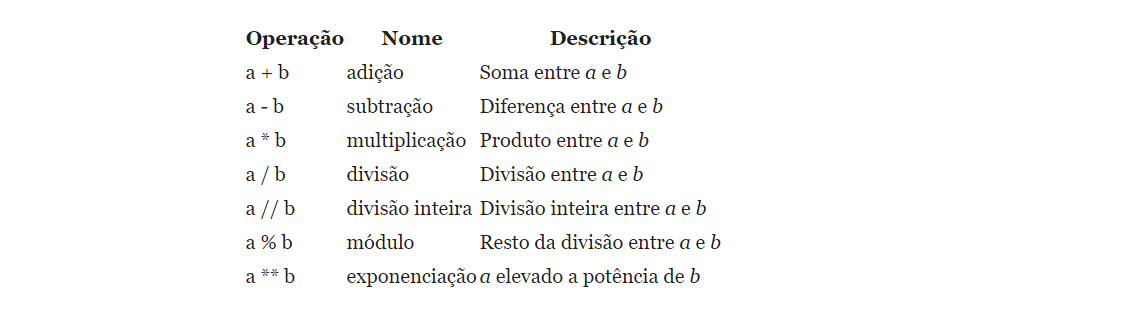 Operação Nome Descrição
a + b adição Soma entre a e b
a - b subtração Diferença entre a e b
a * b multiplicação Produto entre a e b
a / b divisão Divisão entre a e b
a // b divisão inteira Divisão inteira entre a e b
a % b módulo Resto da divisão entre a e b
a ** b exponenciação a elevado a potência de b